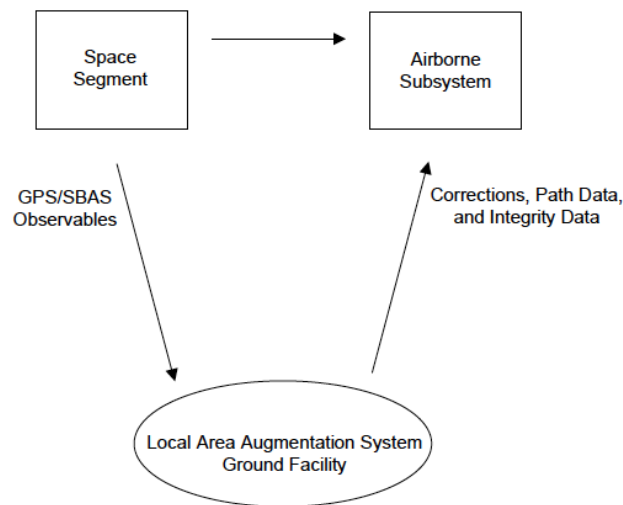 Space
Segment
Airborne
Subsystem
GPS/SBAS
Observables
Corrections, Path Data,
and Integrity Data
Local Area Augmentation System
Ground Facility